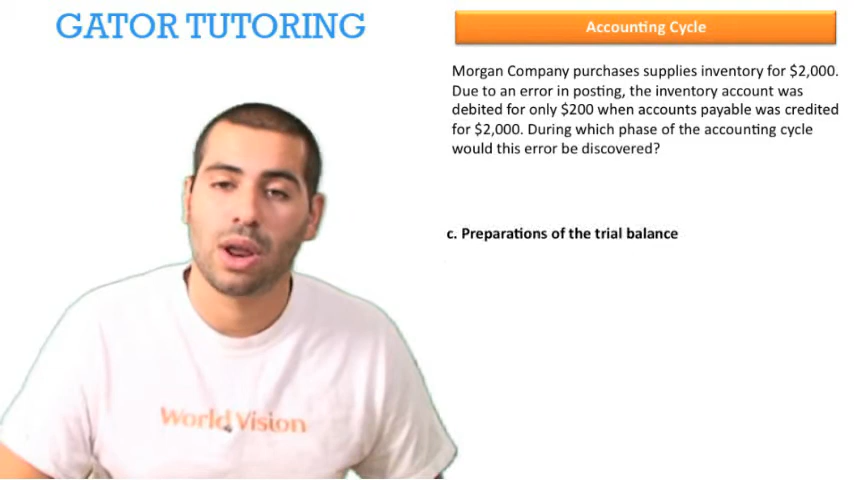 GATOR TUTORING
Accounting Cycle
Morgan Company purchases supplies inventory for $2,000.
Due to an error in posting, the inventory account was
debited for only $200 when accounts payable was credited
for $2,000. During which phase of the accounting cycle
would this error be discovered?
c. Preparations of the trial balance
World Vision